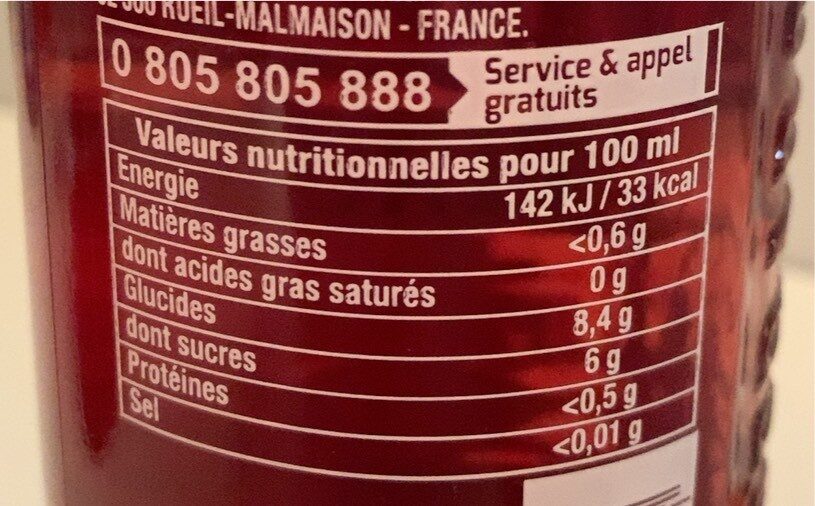 RUEIL-MALMAISON - FRANCE.
0 805 805 888
Service & appel
gratuits
Valeurs nutritionnelles pour 100 ml
Energie 142 kJ / 33 kcal
Matières grasses <0,6 g
dont acides gras saturés 0 g
Glucides 8,4 g
dont sucres 6 g
Protéines <0,5 g
Sel <0,01 g